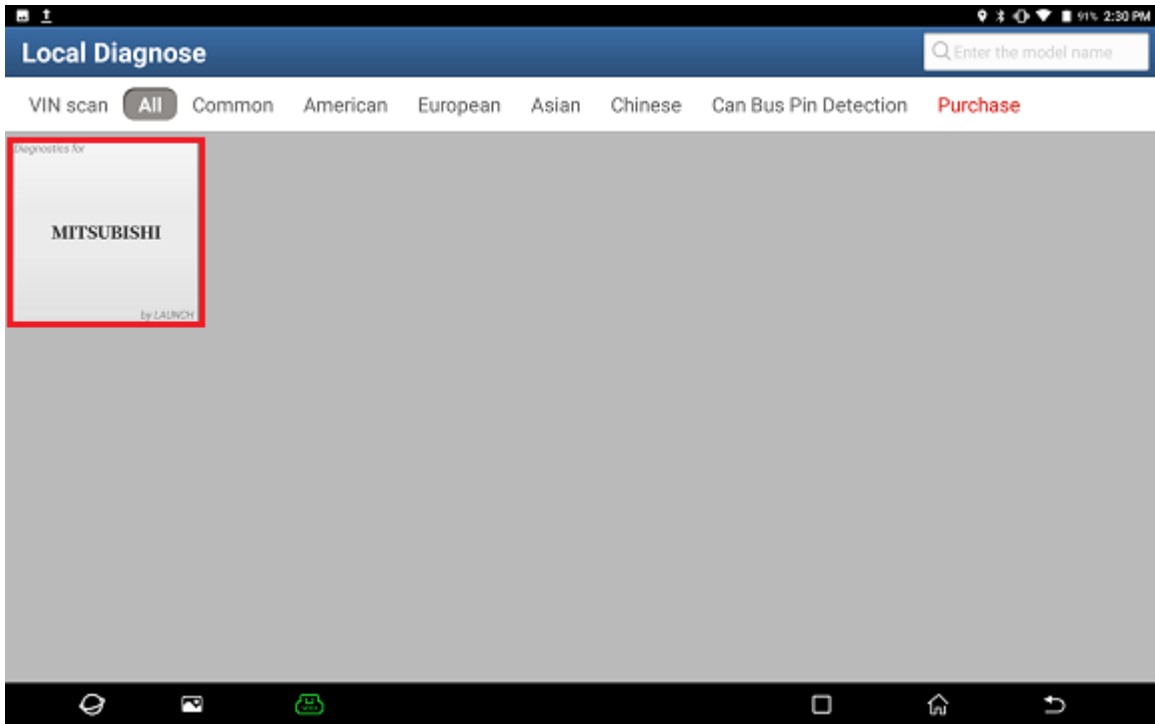 91% 2:30 PM
Local Diagnose
Enter the model name
VIN scan All Common American European Asian Chinese Can Bus Pin Detection Purchase
Diagnostics for
MITSUBISHI
by LAUNCH